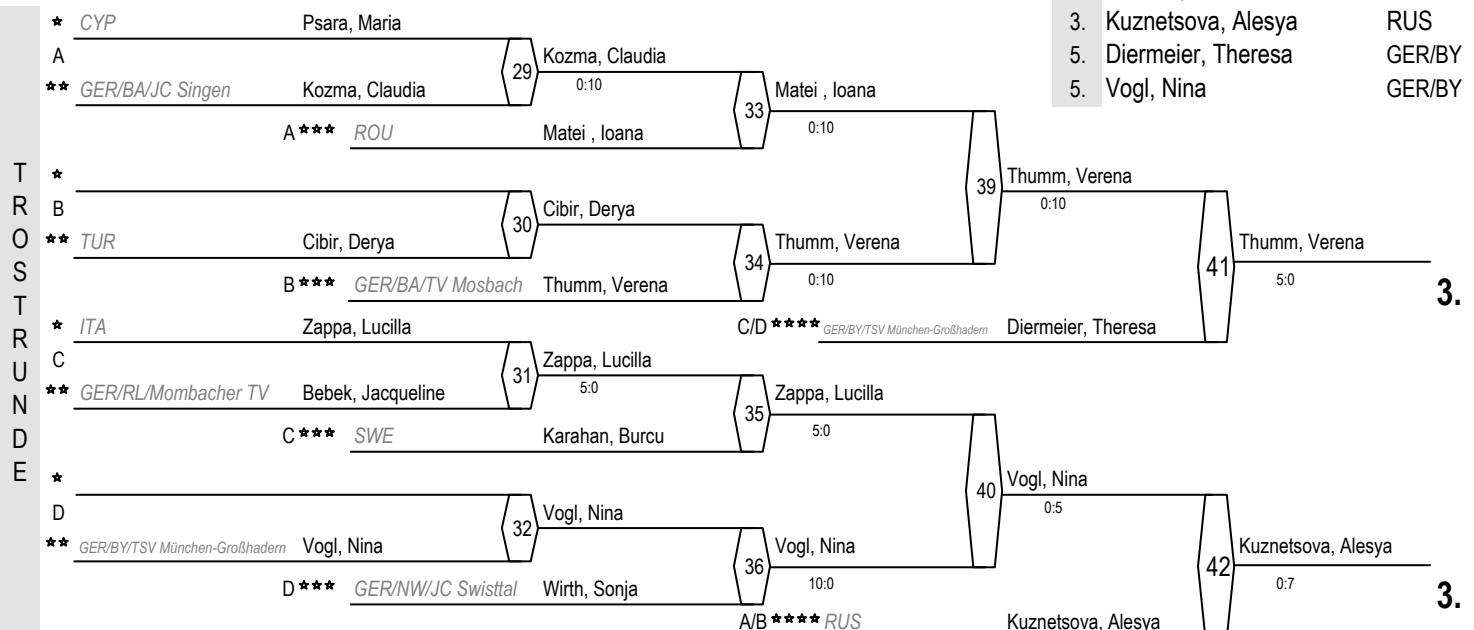 ★ CYP Psara, Maria
3. Kuznetsova, Alesya RUS
A
29 Kozma, Claudia
5. Diermeier, Theresa GER/BY
★★ GER/BA/JC Singen Kozma, Claudia
0:10
33 Matei , Ioana
5. Vogl, Nina GER/BY
A ★★★ ROU Matei , Ioana
0:10
TROSTRUNDE
★
39 Thumm, Verena
B
30 Cibir, Derya
0:10
★★ TUR Cibir, Derya
34 Thumm, Verena
41 Thumm, Verena
B ★★★ GER/BA/TV Mosbach Thumm, Verena
0:10
5:0
3.
★ ITA Zappa, Lucilla
C/D ★★★★ GER/BY/TSV München-Großhadern Diermeier, Theresa
C
31 Zappa, Lucilla
★★ GER/RL/Mombacher TV Bebek, Jacqueline
5:0
35 Zappa, Lucilla
C ★★★ SWE Karahan, Burcu
5:0
★
40 Vogl, Nina
D
32 Vogl, Nina
0:5
★★ GER/BY/TSV München-Großhadern Vogl, Nina
36 Vogl, Nina
42 Kuznetsova, Alesya
D ★★★ GER/NW/JC Swisttal Wirth, Sonja
10:0
0:7
3.
A/B ★★★★ RUS Kuznetsova, Alesya